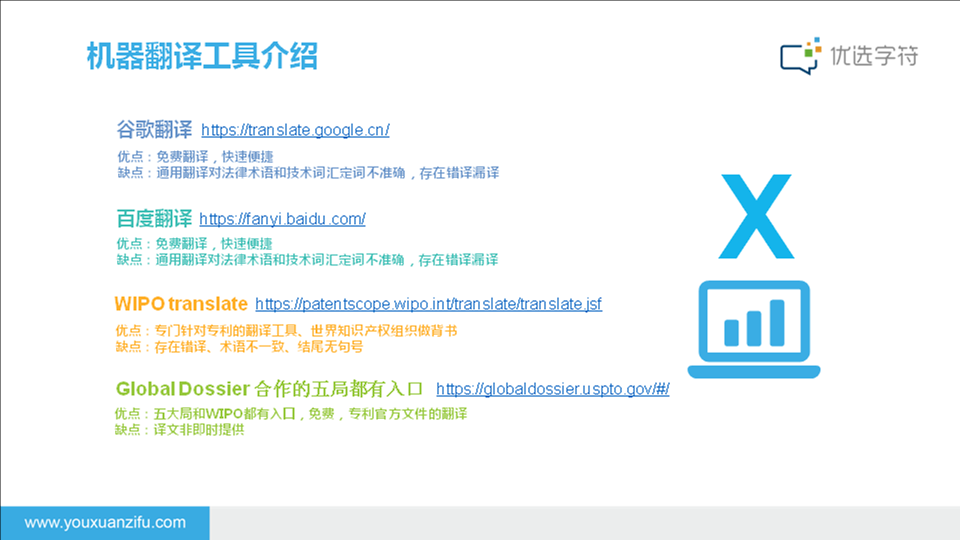 机器翻译工具介绍
优选字符
谷歌翻译 https://translate.google.cn/
优点：免费翻译，快速便捷
缺点：通用翻译对法律术语和技术词汇定词不准确，存在错译漏译
百度翻译 https://fanyi.baidu.com/
优点：免费翻译，快速便捷
缺点：通用翻译对法律术语和技术词汇定词不准确，存在错译漏译
X
WIPO translate https://patentscope.wipo.int/translate/translate.jsf
优点：专门针对专利的翻译工具、世界知识产权组织做背书
缺点：存在错译、术语不一致、结尾无句号
Global Dossier 合作的五局都有入口 https://globaldossier.uspto.gov/#/
优点：五大局和WIPO都有入口，免费，专利官方文件的翻译
缺点：译文非即时提供
www.youxuanzifu.com